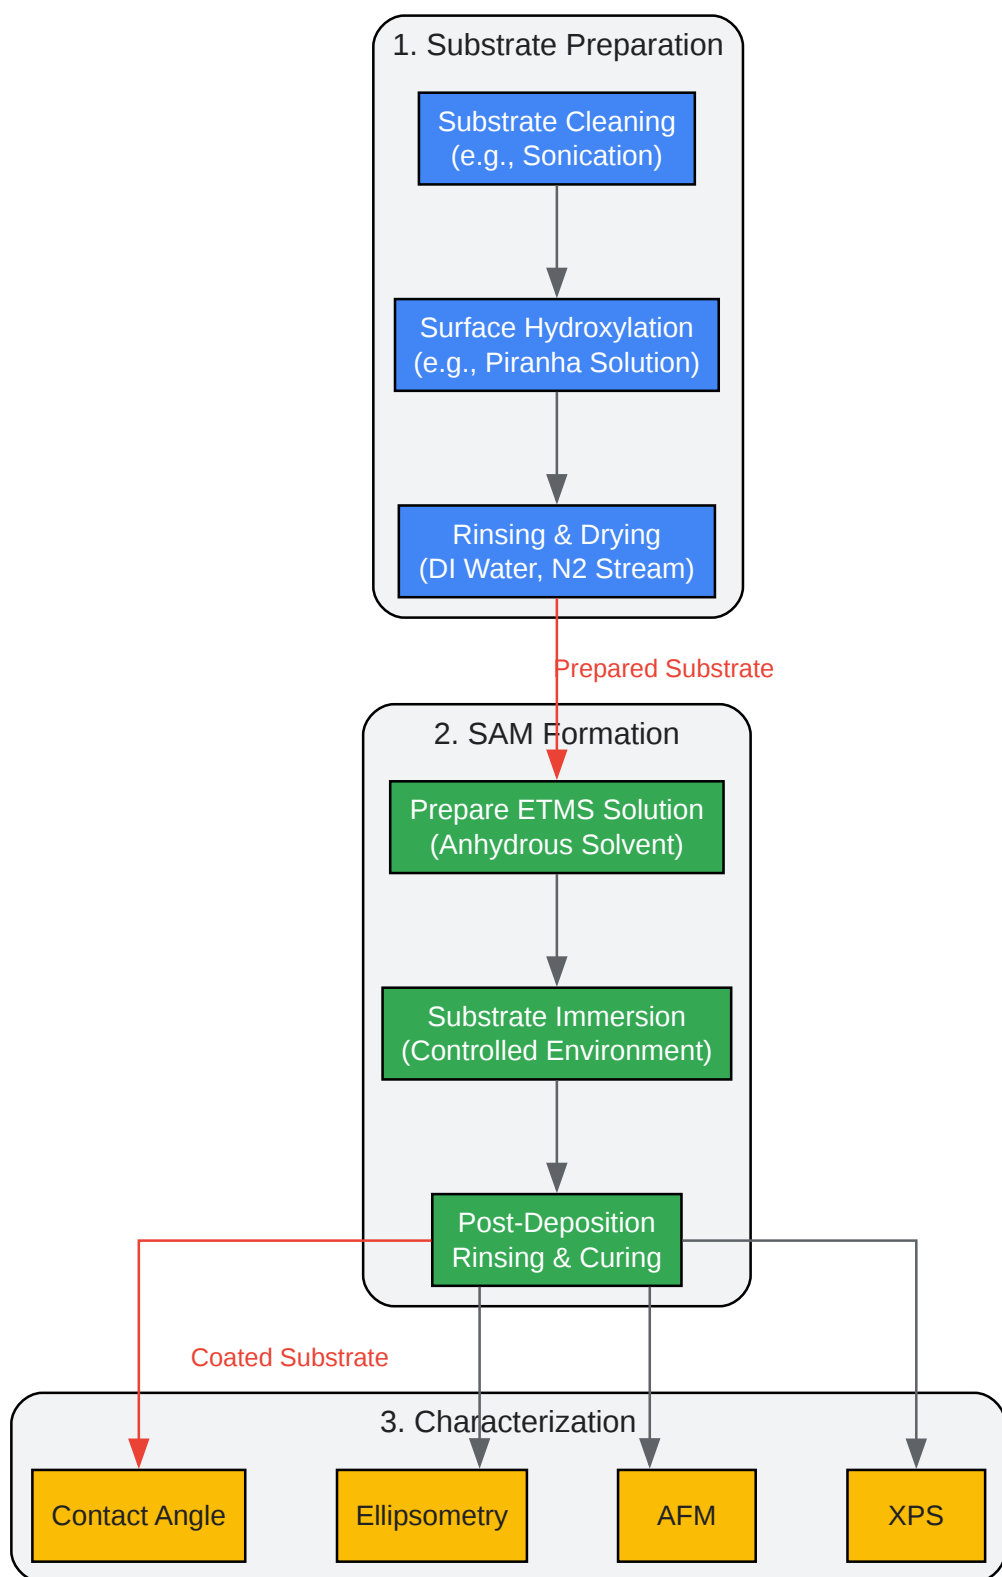 1. Substrate Preparation
Substrate Cleaning
(e.g., Sonication)
Surface Hydroxylation
(e.g., Piranha Solution)
Rinsing & Drying
(DI Water, N2 Stream)
Prepared Substrate
2. SAM Formation
Prepare ETMS Solution
(Anhydrous Solvent)
Substrate Immersion
(Controlled Environment)
Post-Deposition
Rinsing & Curing
Coated Substrate
3. Characterization
Contact Angle
Ellipsometry
AFM
XPS